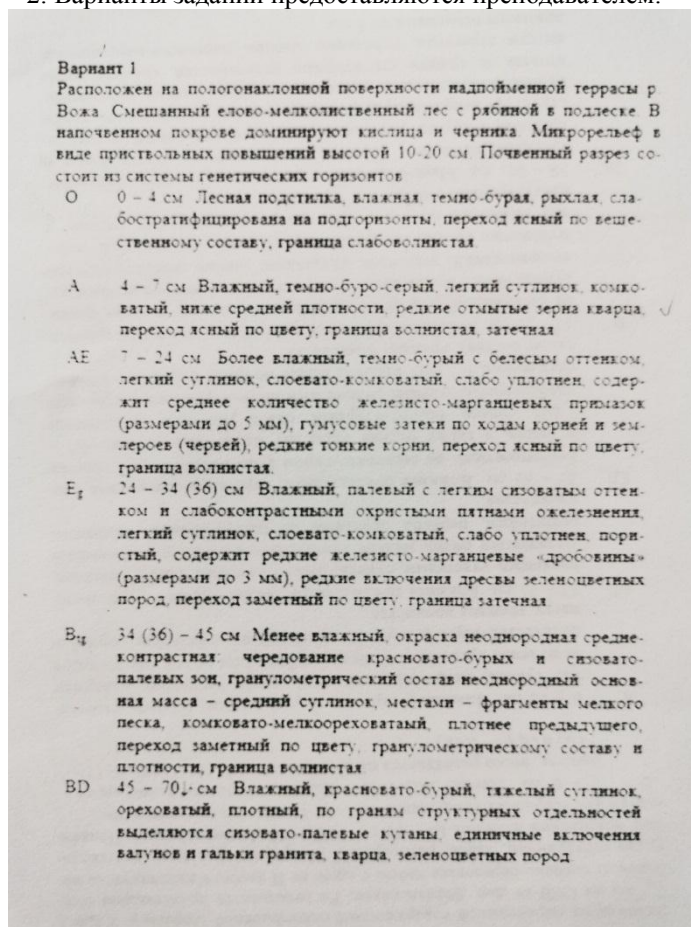 2. Варианты заданий предоставляются преподавателем.
Вариант 1
Расположен на пологонаклонной поверхности надпойменной террасы р
Вожа Смешанный елово-мелколиственный лес с рябиной в подлеске В
напочвенном покрове доминируют кислица и черника Микрорельеф в
виде приствольных повышений высотой 10-20 см Почвенный разрез со-
стоит из системы генетических горизонтов
О 0 – 4 см Лесная подстилка, влажная, темно-бурая, рыхлая, сла-
бостратифицирована на подгоризонты, переход ясный по веще-
ственному составу, граница слабоволнистая
А 4 – 7 см Влажный, темно-буро-серый, легкий суглинок, комко-
ватый, ниже средней плотности, редкие отмытые зерна кварца,
переход ясный по цвету, граница волнистая, затечная
АЕ 7 – 24 см Более влажный, темно-бурый с белесым оттенком,
легкий суглинок, слоевато-комковатый, слабо уплотнен, содер-
жит среднее количество железисто-марганцевых примазок
(размерами до 5 мм), гумусовые затеки по ходам корней и зем-
лероев (червей), редкие тонкие корни, переход ясный по цвету,
граница волнистая.
Eg 24 – 34 (36) см Влажный, палевый с легким сизоватым оттен-
ком и слабоконтрастными охристыми пятнами ожелезнения,
легкий суглинок, слоевато-комковатый, слабо уплотнен, пори-
стый, содержит редкие железисто-марганцевые «дробовины»
(размерами до 3 мм), редкие включения дресвы зеленоцветных
пород, переход заметный по цвету, граница затечная
34 (36) – 45 см Менее влажный, окраска неоднородная средне-
контрастная: чередование красновато-бурых и сизовато-
палевых зон, гранулометрический состав неоднородный основ-
ная масса – средний суглинок, местами – фрагменты мелкого
песка, комковато-мелкоореховатаый, плотнее предыдущего,
переход заметный по цвету, гранулометрическому составу и
плотности, граница волнистая
BD 45 – 70↓ см Влажный, красновато-бурый, тяжелый суглинок,
ореховатый, плотный, по граням структурных отдельностей
выделяются сизовато-палевые кутаны, единичные включения
валунов и гальки гранита, кварца, зеленоцветных пород